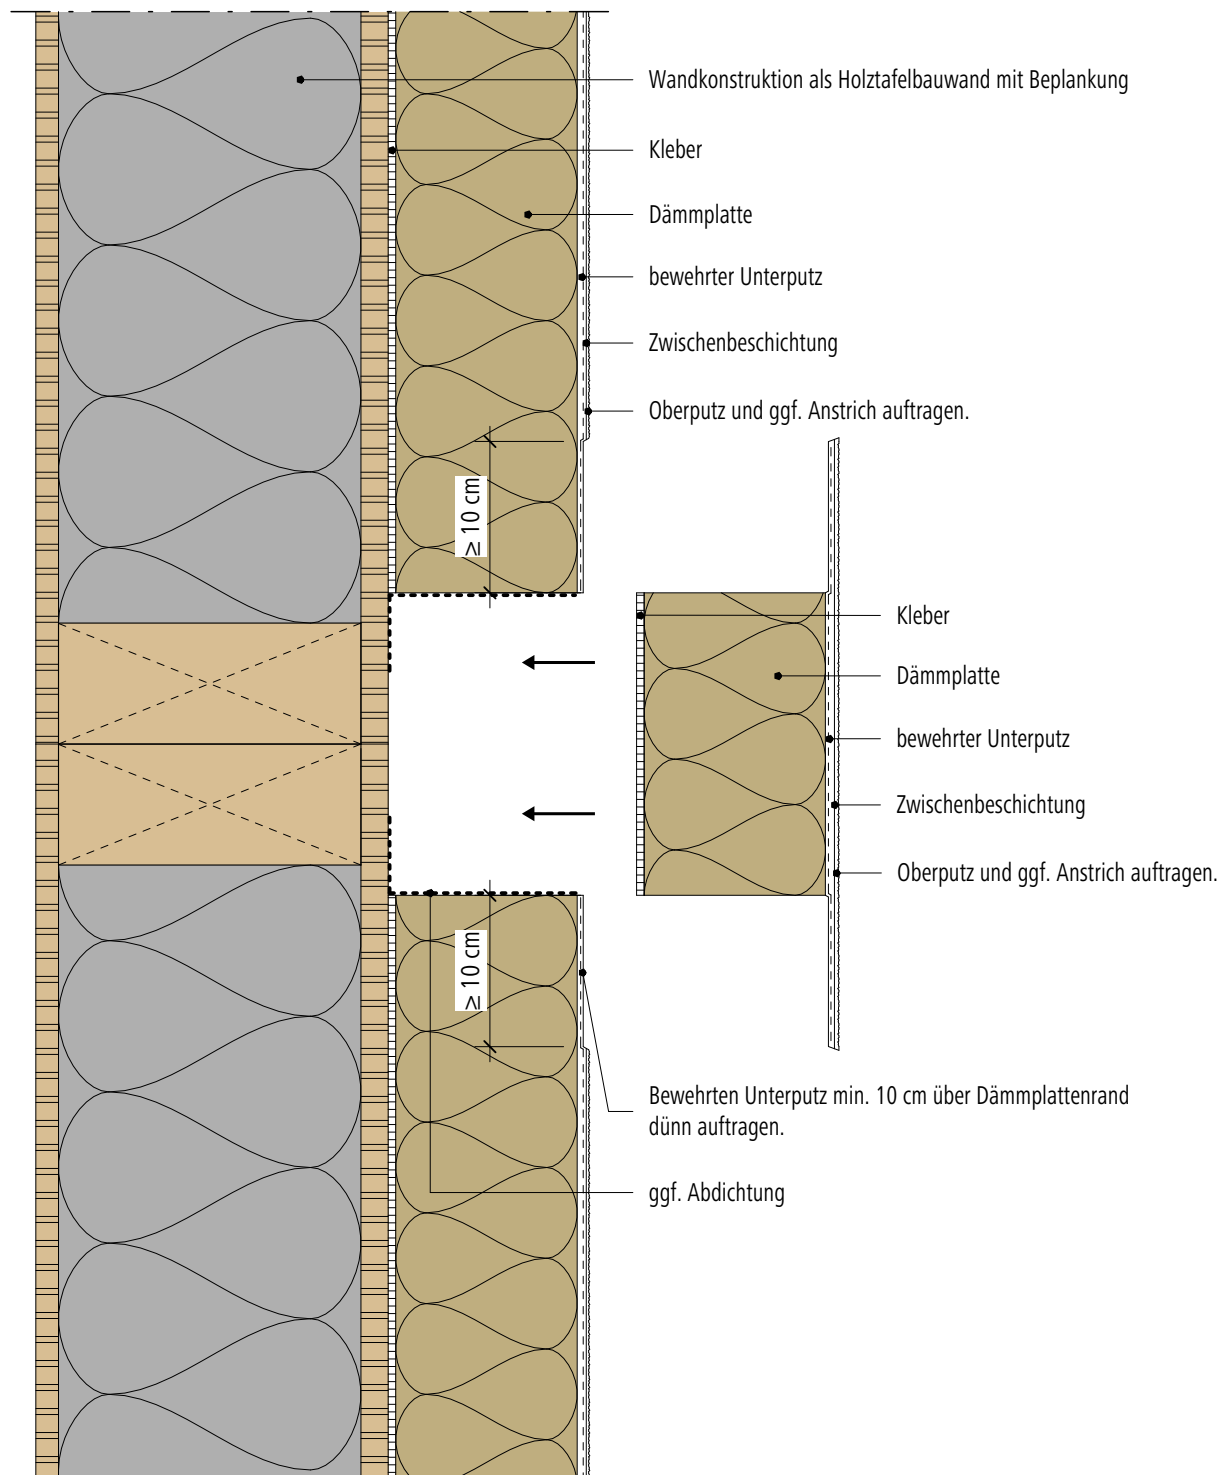 Wandkonstruktion als Holztafelbauwand mit Beplankung
Kleber
Dämmplatte
bewehrter Unterputz
Zwischenbeschichtung
Oberputz und ggf. Anstrich auftragen.
≥ 10 cm
Kleber
Dämmplatte
bewehrter Unterputz
Zwischenbeschichtung
Oberputz und ggf. Anstrich auftragen.
≥ 10 cm
Bewehrten Unterputz min. 10 cm über Dämmplattenrand
dünn auftragen.
ggf. Abdichtung